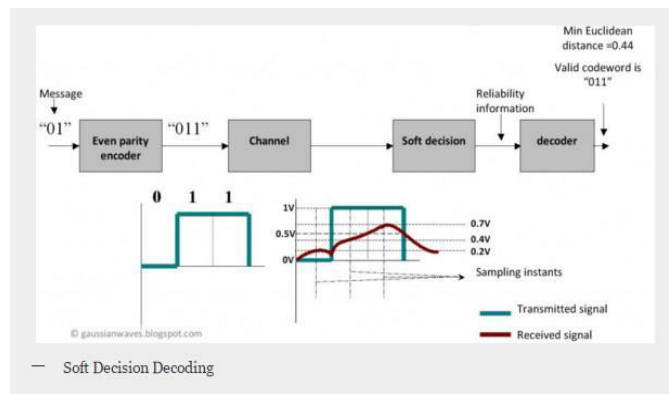 Min Euclidean
distance =0.44
Valid codeword is
"011"
Message
Reliability
information
"01"
"011"
Even parity
encoder
Channel
Soft decision
decoder
0 1 1
1V
0.5V
0V
0.7V
0.4V
0.2V
Sampling instants
Transmitted signal
Received signal
© gaussianwaves.blogspot.com
— Soft Decision Decoding